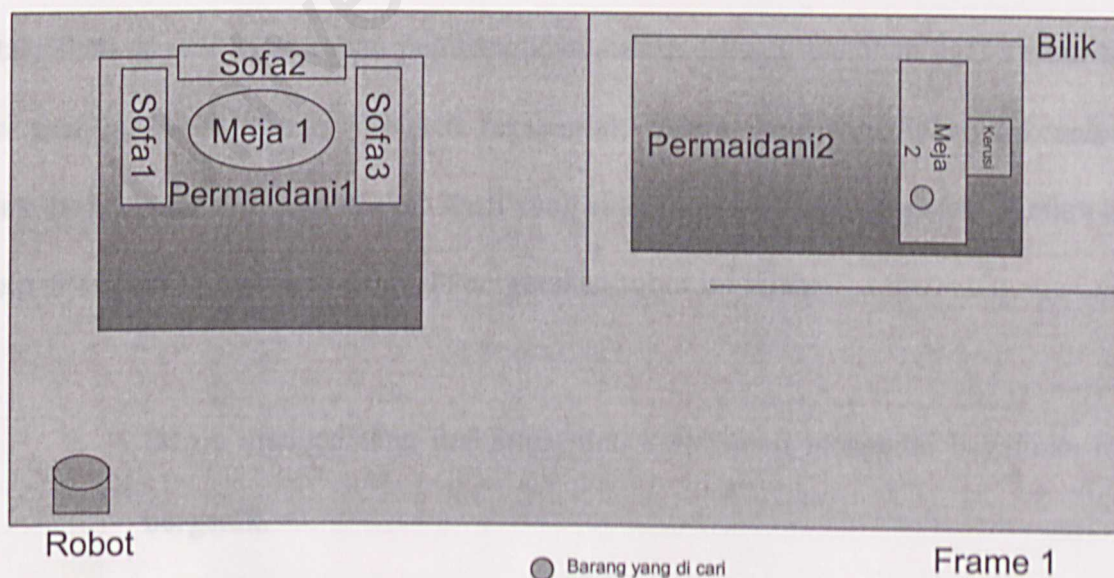 Sofa2
Bilik
Sofa1
Meja 1
Sofa3
Permaidani1
Permaidani2
Meja
2
Kerusi
Robot
Barang yang di cari
Frame 1